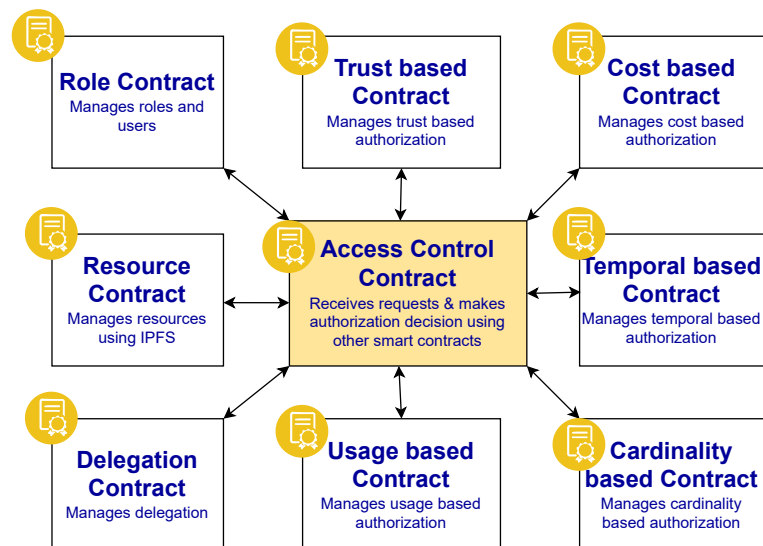 Role Contract
Manages roles and
users
Trust based
Contract
Manages trust based
authorization
Cost based
Contract
Manages cost based
authorization
Resource
Contract
Manages resources
using IPFS
Access Control
Contract
Receives requests & makes
authorization decision using
other smart contracts
Temporal based
Contract
Manages temporal based
authorization
Delegation
Contract
Manages delegation
Usage based
Contract
Manages usage based
authorization
Cardinality
based Contract
Manages cardinality
based authorization